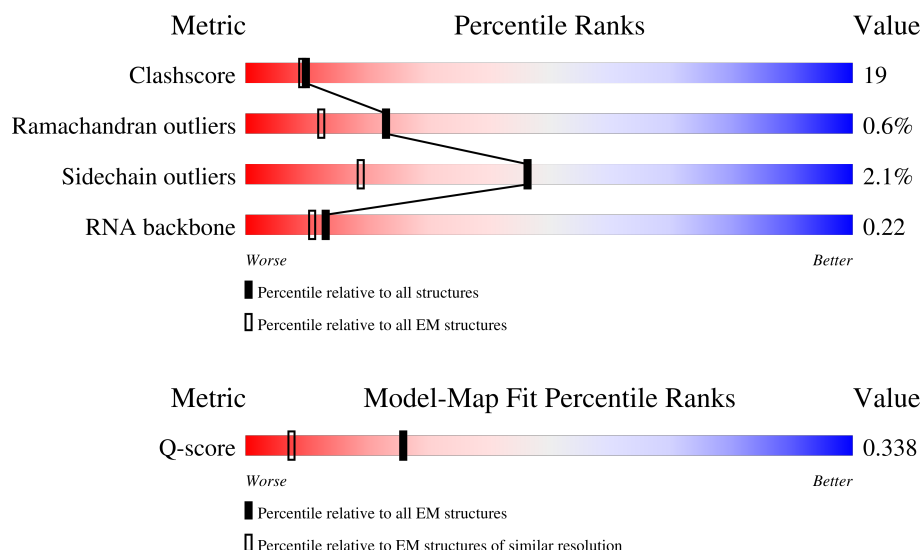 Metric Percentile Ranks Value
Clashscore 19
Ramachandran outliers 0.6%
Sidechain outliers 2.1%
RNA backbone 0.22
Worse Better
Percentile relative to all structures
Percentile relative to all EM structures
Metric Model-Map Fit Percentile Ranks Value
Q-score 0.338
Worse Better
Percentile relative to all EM structures
Percentile relative to EM structures of similar resolution